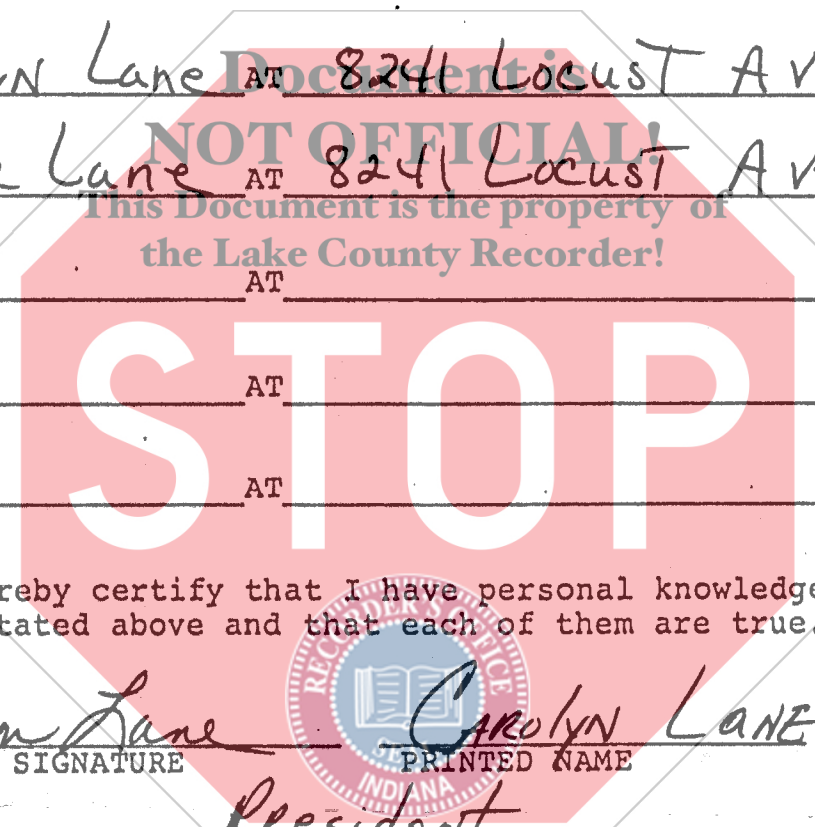 N Lane AT 8241 Locust AV
Lane AT 8241 Locust AV
AT
AT
AT
Document is
NOT OFFICIAL!
This Document is the property of
the Lake County Recorder!
STOP
reby certify that I have personal knowledge
tated above and that each of them are true.
Lane CAROLYN LANE
SIGNATURE PRINTED NAME
President
RECORDER'S OFFICE
SEAL
INDIANA